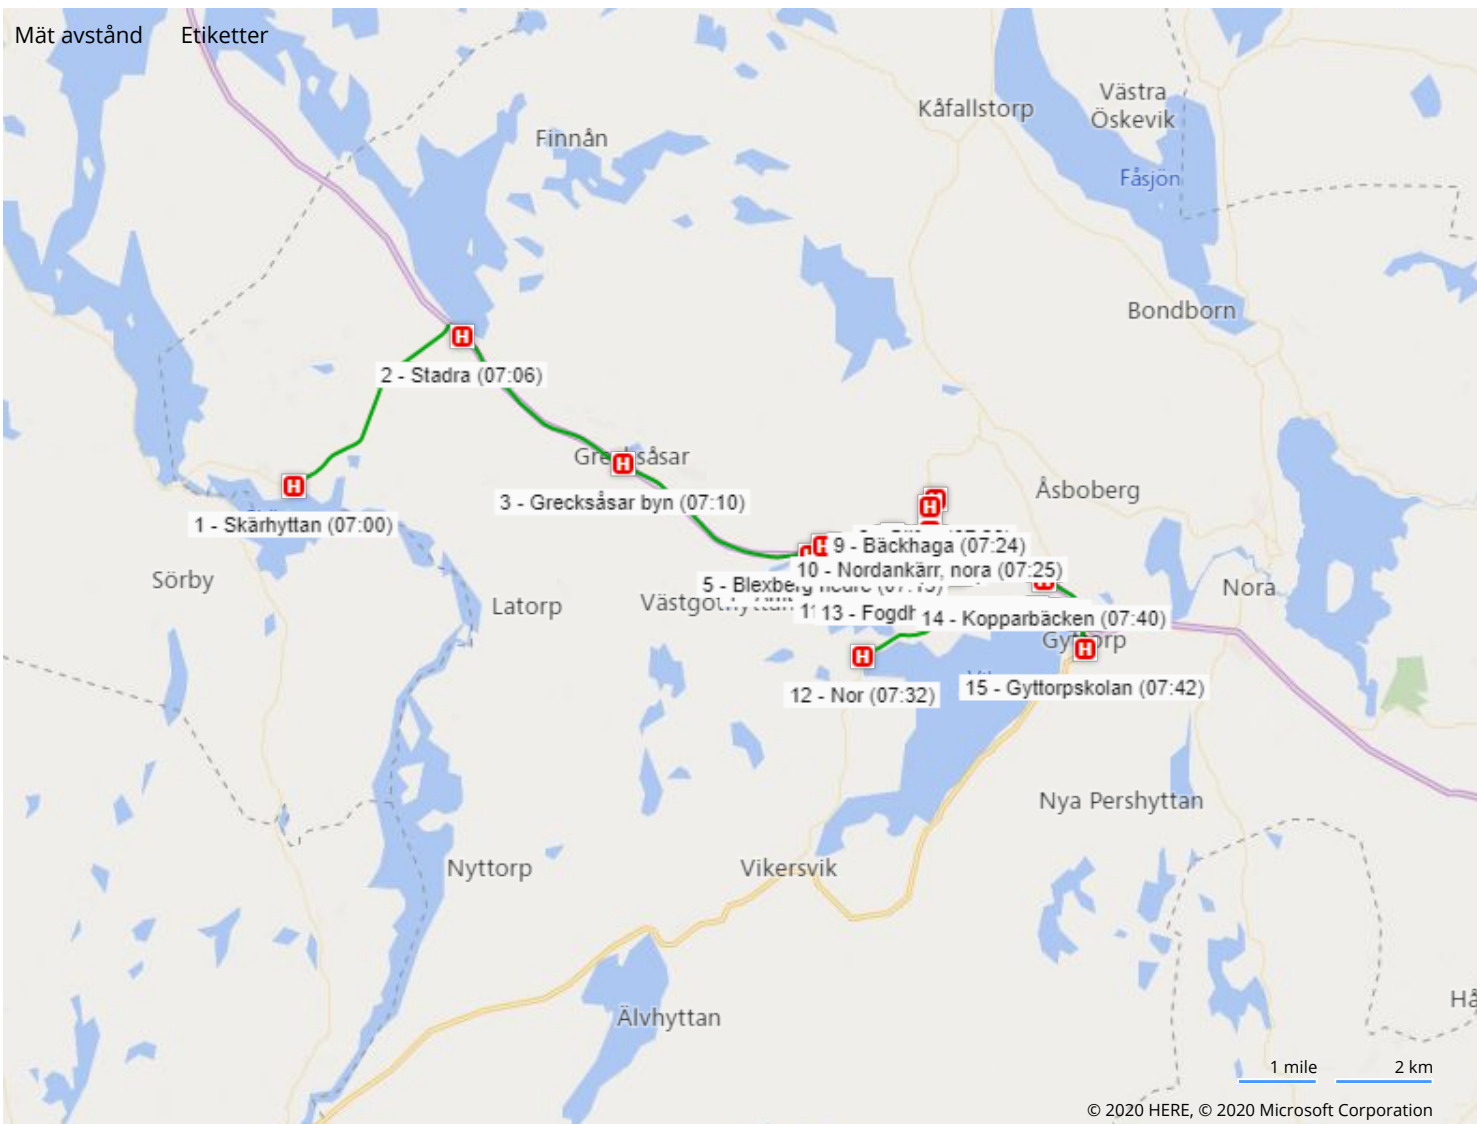 Mät avstånd
Etiketter
Kåfallstorp
Västra
Öskevik
Finnån
Fåsjön
Bondborn
2 - Stadra (07:06)
Åsboberg
3 - Grecksåsar byn (07:10)
1 - Skärhyttan (07:00)
9 - Bäckhaga (07:24)
10 - Nordankärr, nora (07:25)
Sörby
5 - Blexberg
Nora
Latorp
14 - Kopparbäcken (07:40)
15 - Gyttorpskolan (07:42)
12 - Nor (07:32)
Nya Pershyttan
Nyttorp
Vikersvik
Älvhyttan
1 mile
2 km
© 2020 HERE, © 2020 Microsoft Corporation